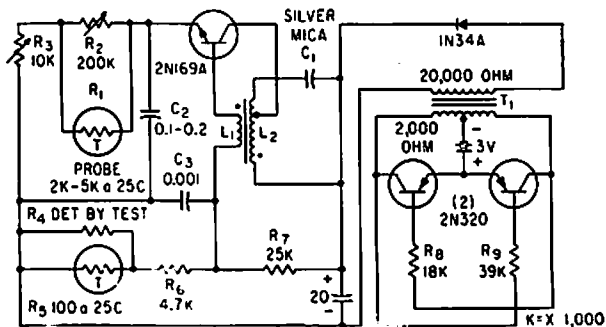 R3
10K
R2
200K
R1
T
PROBE
2K-5K a 25C
R4 DET BY TEST
T
R5 100 a 25C
2N169A
C2
0.1-0.2
C3
0.001
L1
L2
SILVER
MICA
C1
R6
4.7K
R7
25K
+
20
-
1N34A
20,000 OHM
T1
2,000
OHM
-
3V
+
(2)
2N320
R8
18K
R9
39K
K=X 1,000